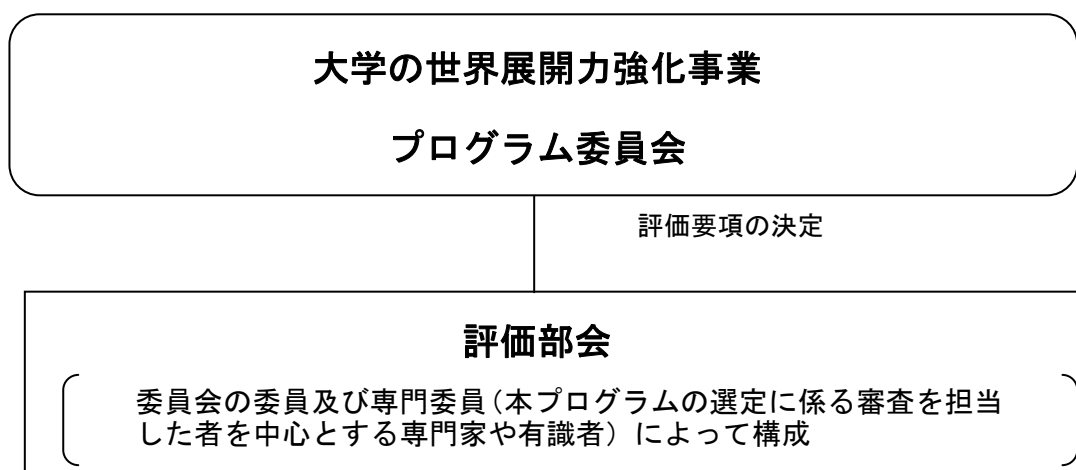 大学の世界展開力強化事業
プログラム委員会
評価要項の決定
評価部会
委員会の委員及び専門委員（本プログラムの選定に係る審査を担当
した者を中心とする専門家や有識者）によって構成